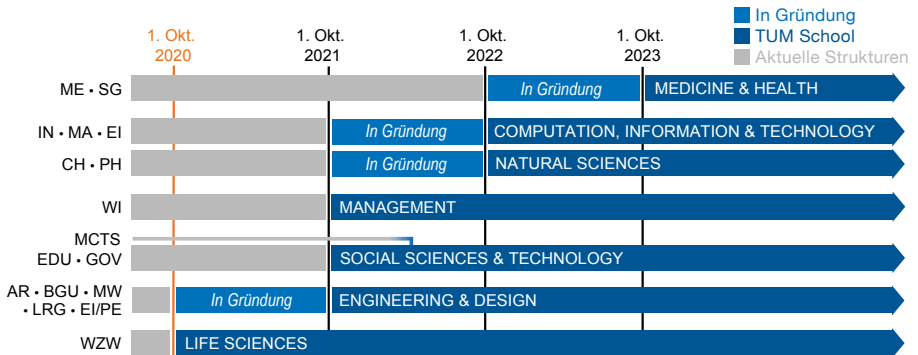 In Gründung
TUM School
Aktuelle Strukturen
1. Okt.
2020
1. Okt.
2021
1. Okt.
2022
1. Okt.
2023
ME • SG
In Gründung
MEDICINE & HEALTH
IN • MA • EI
In Gründung
COMPUTATION, INFORMATION & TECHNOLOGY
CH • PH
In Gründung
NATURAL SCIENCES
WI
MANAGEMENT
MCTS
EDU • GOV
SOCIAL SCIENCES & TECHNOLOGY
AR • BGU • MW
• LRG • EI/PE
In Gründung
ENGINEERING & DESIGN
WZW
LIFE SCIENCES